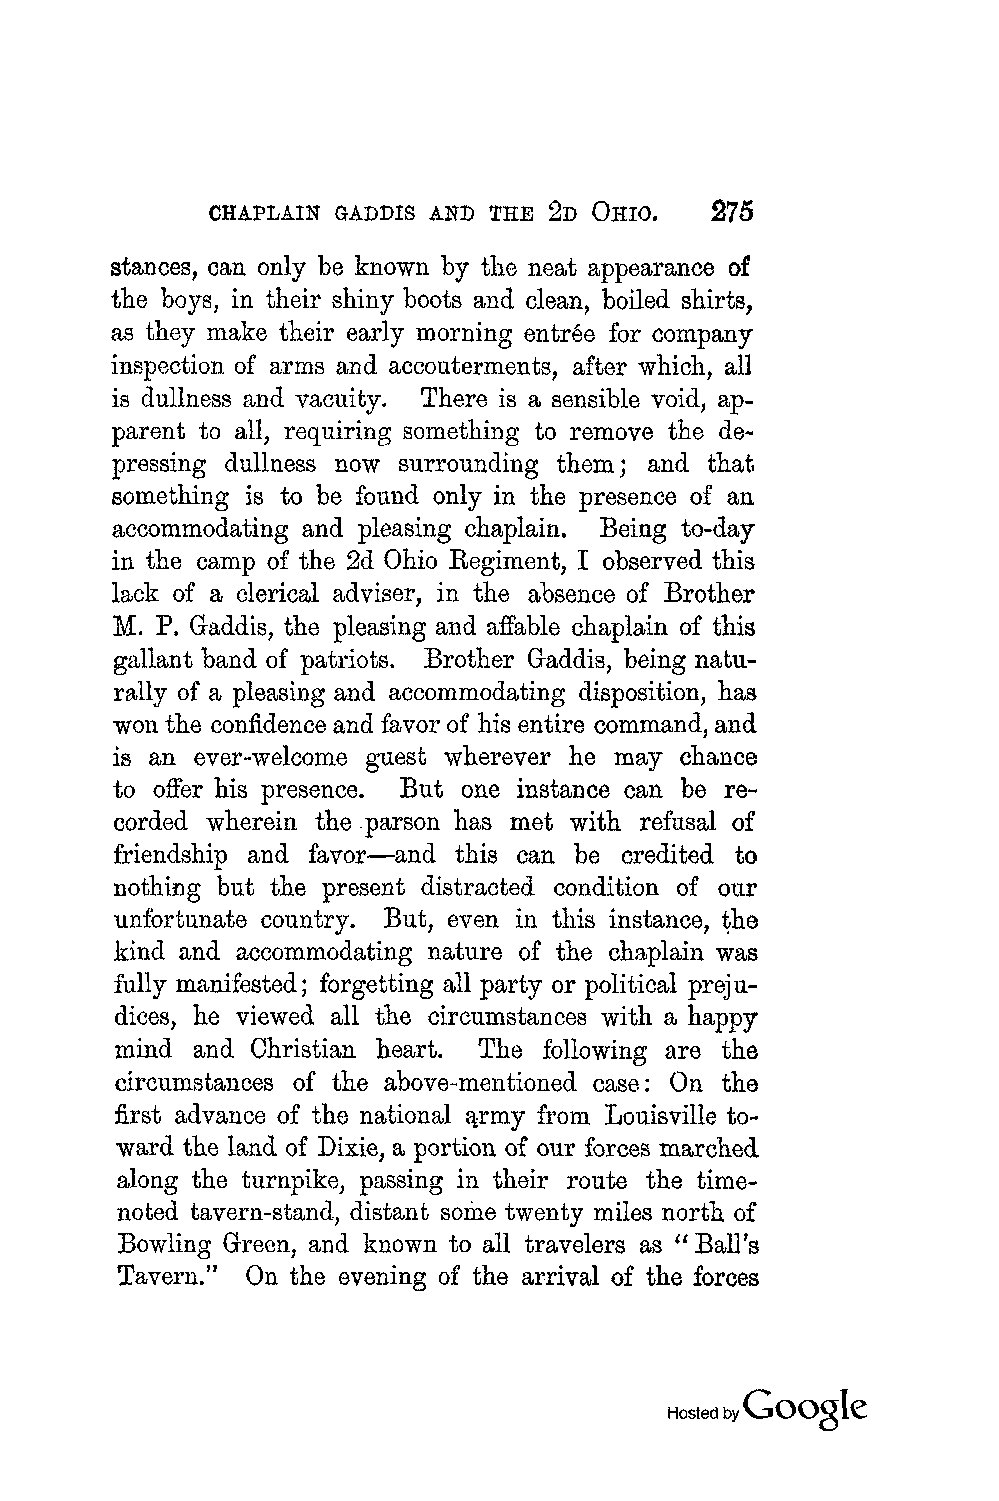 CHAPLAIN GADDIS AND THE 2D OHIO. 275
stances, can only be known by the neat appearance of
the boys, in their shiny boots and clean, boiled shirts,
as they make their early morning entrée for company
inspection of arms and accouterments, after which, all
is dullness and vacuity. There is a sensible void, ap-
parent to all, requiring something to remove the de-
pressing dullness now surrounding them; and that
something is to be found only in the presence of an
accommodating and pleasing chaplain. Being to-day
in the camp of the 2d Ohio Regiment, I observed this
lack of a clerical adviser, in the absence of Brother
M. P. Gaddis, the pleasing and affable chaplain of this
gallant band of patriots. Brother Gaddis, being natu-
rally of a pleasing and accommodating disposition, has
won the confidence and favor of his entire command, and
is an ever-welcome guest wherever he may chance
to offer his presence. But one instance can be re-
corded wherein the parson has met with refusal of
friendship and favor—and this can be credited to
nothing but the present distracted condition of our
unfortunate country. But, even in this instance, the
kind and accommodating nature of the chaplain was
fully manifested; forgetting all party or political preju-
dices, he viewed all the circumstances with a happy
mind and Christian heart. The following are the
circumstances of the above-mentioned case: On the
first advance of the national army from Louisville to-
ward the land of Dixie, a portion of our forces marched
along the turnpike, passing in their route the time-
noted tavern-stand, distant some twenty miles north of
Bowling Green, and known to all travelers as "Ball's
Tavern." On the evening of the arrival of the forces
Hosted by Google